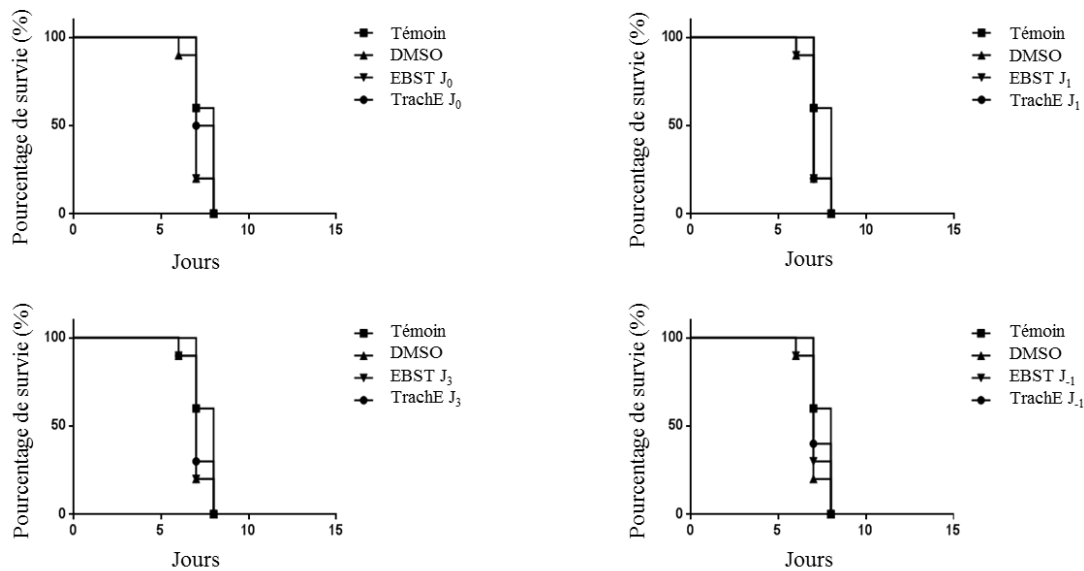 Pourcentage de survie (%)
100
50
0
0 5 10 15
Jours
Témoin
DMSO
EBST J0
TrachE J0
Pourcentage de survie (%)
100
50
0
0 5 10 15
Jours
Témoin
DMSO
EBST J1
TrachE J1
Pourcentage de survie (%)
100
50
0
0 5 10 15
Jours
Témoin
DMSO
EBST J3
TrachE J3
Pourcentage de survie (%)
100
50
0
0 5 10 15
Jours
Témoin
DMSO
EBST J-1
TrachE J-1